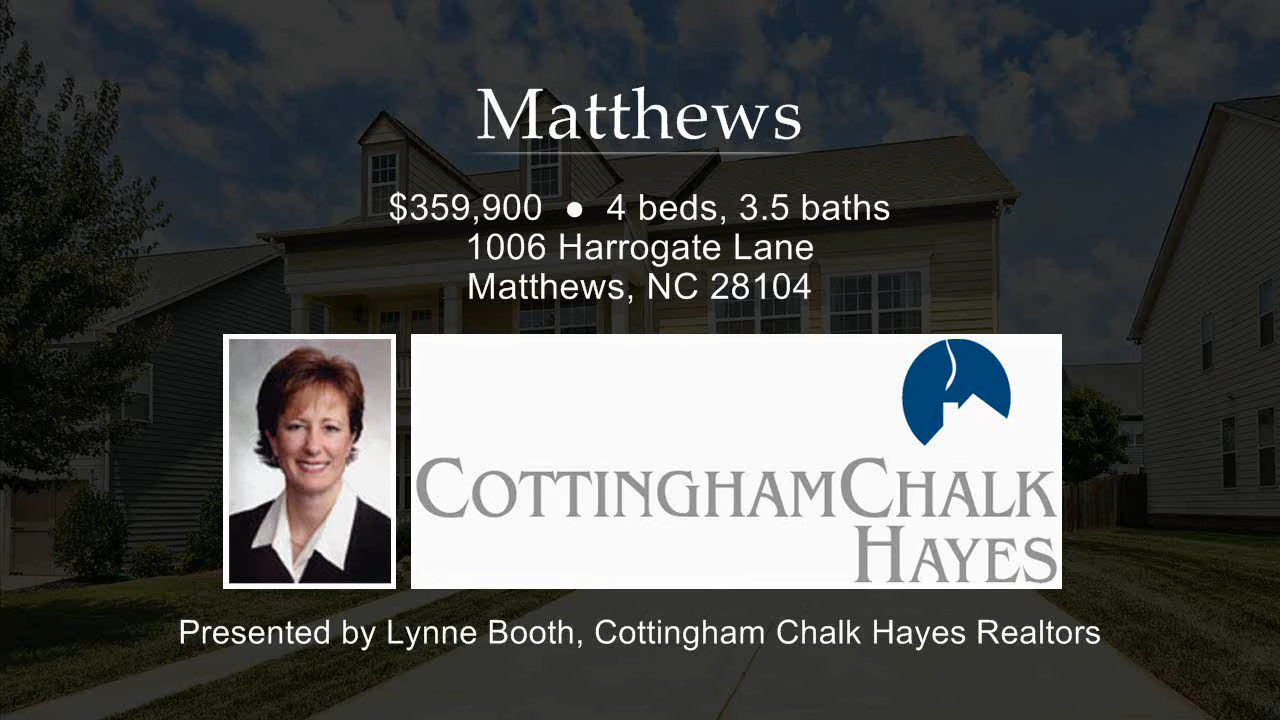 Matthews
$359,900 ● 4 beds, 3.5 baths
1006 Harrogate Lane
Matthews, NC 28104
COTTINGHAMCHALK
HAYES
Presented by Lynne Booth, Cottingham Chalk Hayes Realtors